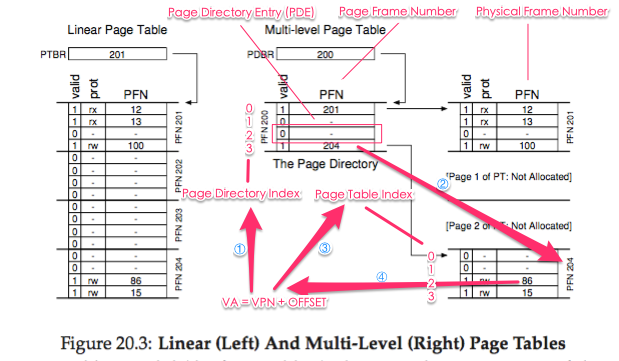 Page Directory Entry (PDE)
Page Frame Number
Physical Frame Number
Linear Page Table
Multi-level Page Table
PTBR 201
PDBR 200
valid prot PFN
valid PFN
valid prot PFN
1 rx 12
1 rx 13
0 - -
1 rw 100
PFN 201
0 - -
0 - -
0 - -
0 - -
PFN 202
0 - -
0 - -
0 - -
0 - -
PFN 203
0 - -
0 - -
1 rw 86
1 rw 15
PFN 204
0 1 201
1 0 -
2 0 -
3 1 204
PFN 200
The Page Directory
1 rx 12
1 rx 13
0 - -
1 rw 100
PFN 201
[Page 1 of PT: Not Allocated]
②
Page Directory Index
Page Table Index
[Page 2 of PT: Not Allocated]
①
③
0 0 - -
1 0 - -
2 1 rw 86
3 1 rw 15
PFN 204
④
VA = VPN + OFFSET
Figure 20.3: Linear (Left) And Multi-Level (Right) Page Tables